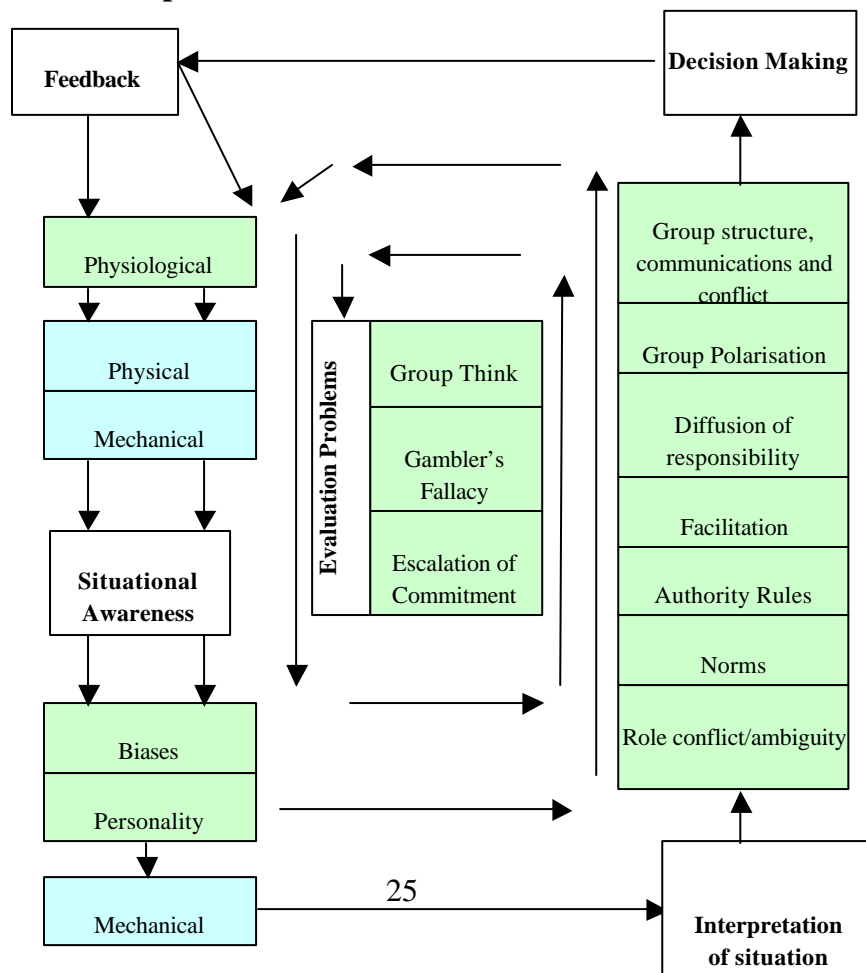 Feedback
Decision Making
Physiological
Physical
Mechanical
Situational
Awareness
Biases
Personality
Mechanical
Evaluation Problems
Group Think
Gambler’s
Fallacy
Escalation of
Commitment
Group structure,
communications and
conflict
Group Polarisation
Diffusion of
responsibility
Facilitation
Authority Rules
Norms
Role conflict/ambiguity
25
Interpretation
of situation